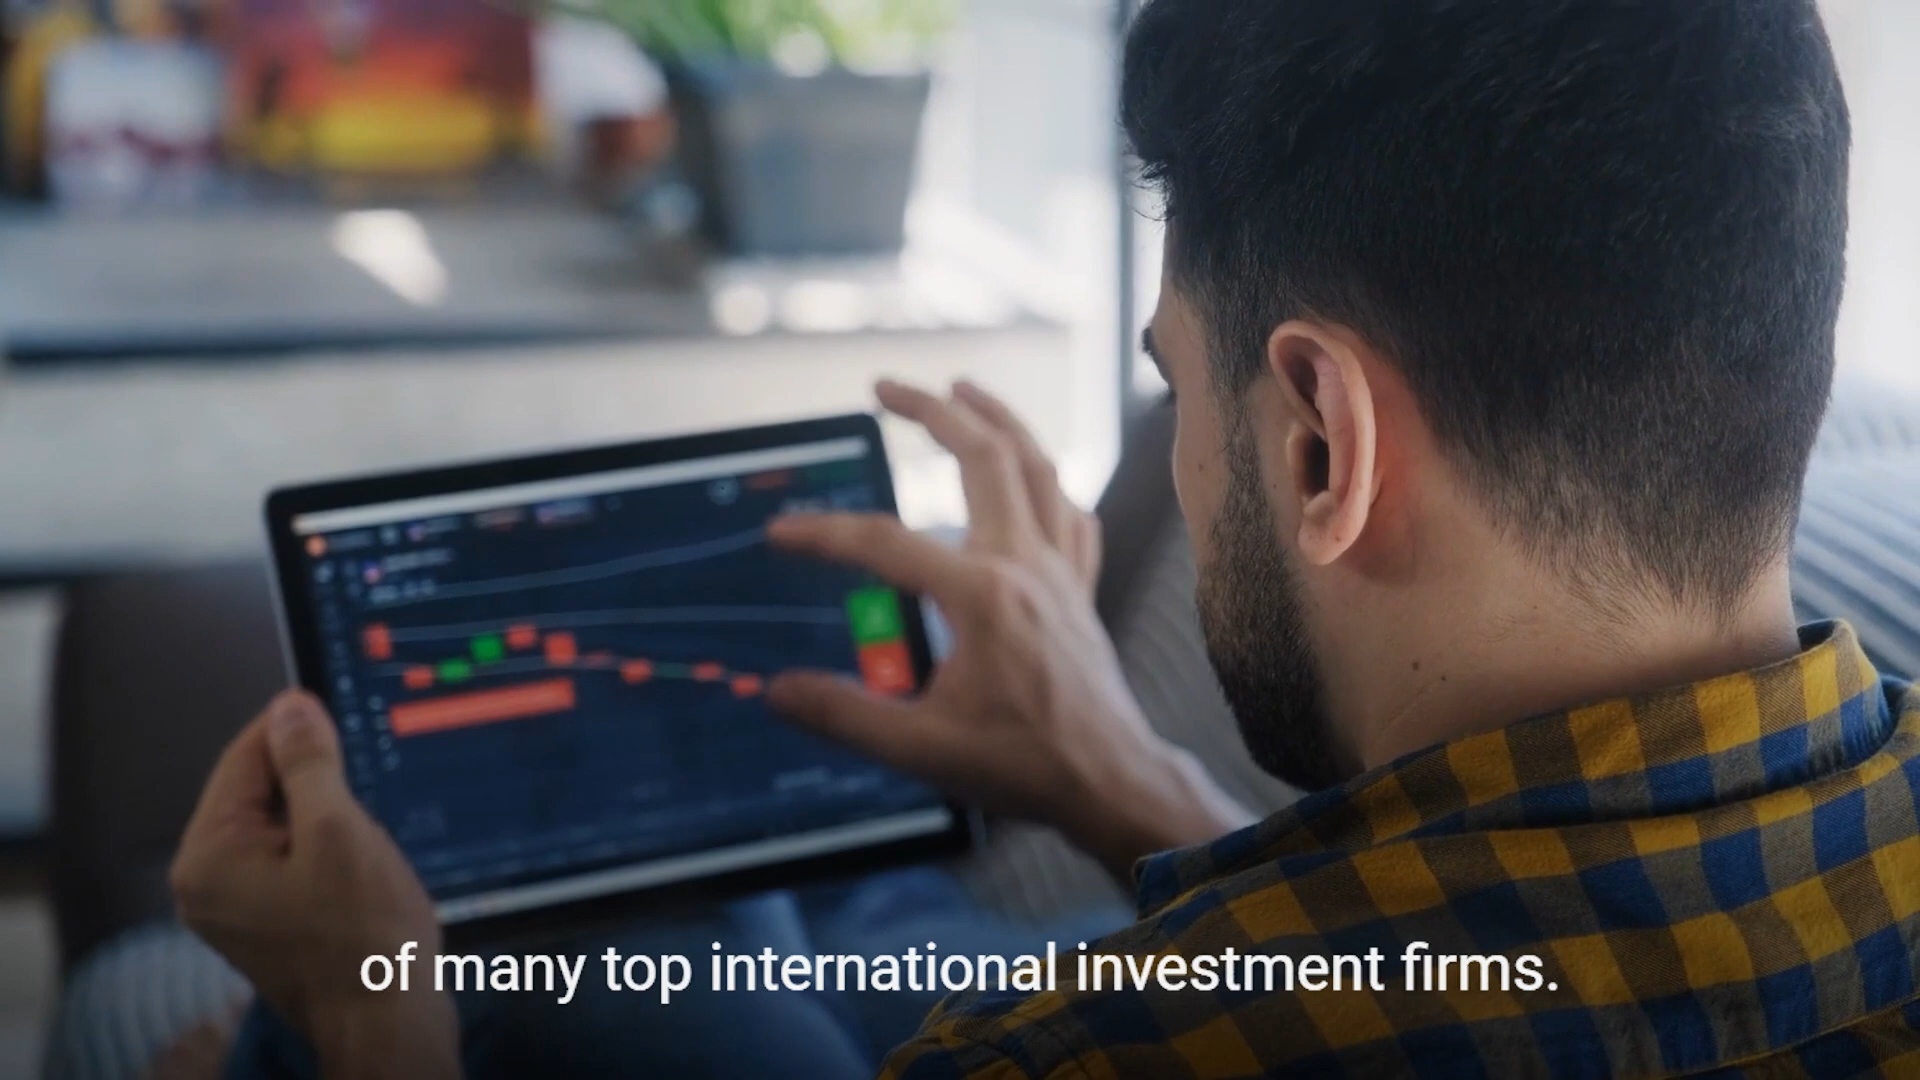 of many top international investment firms.